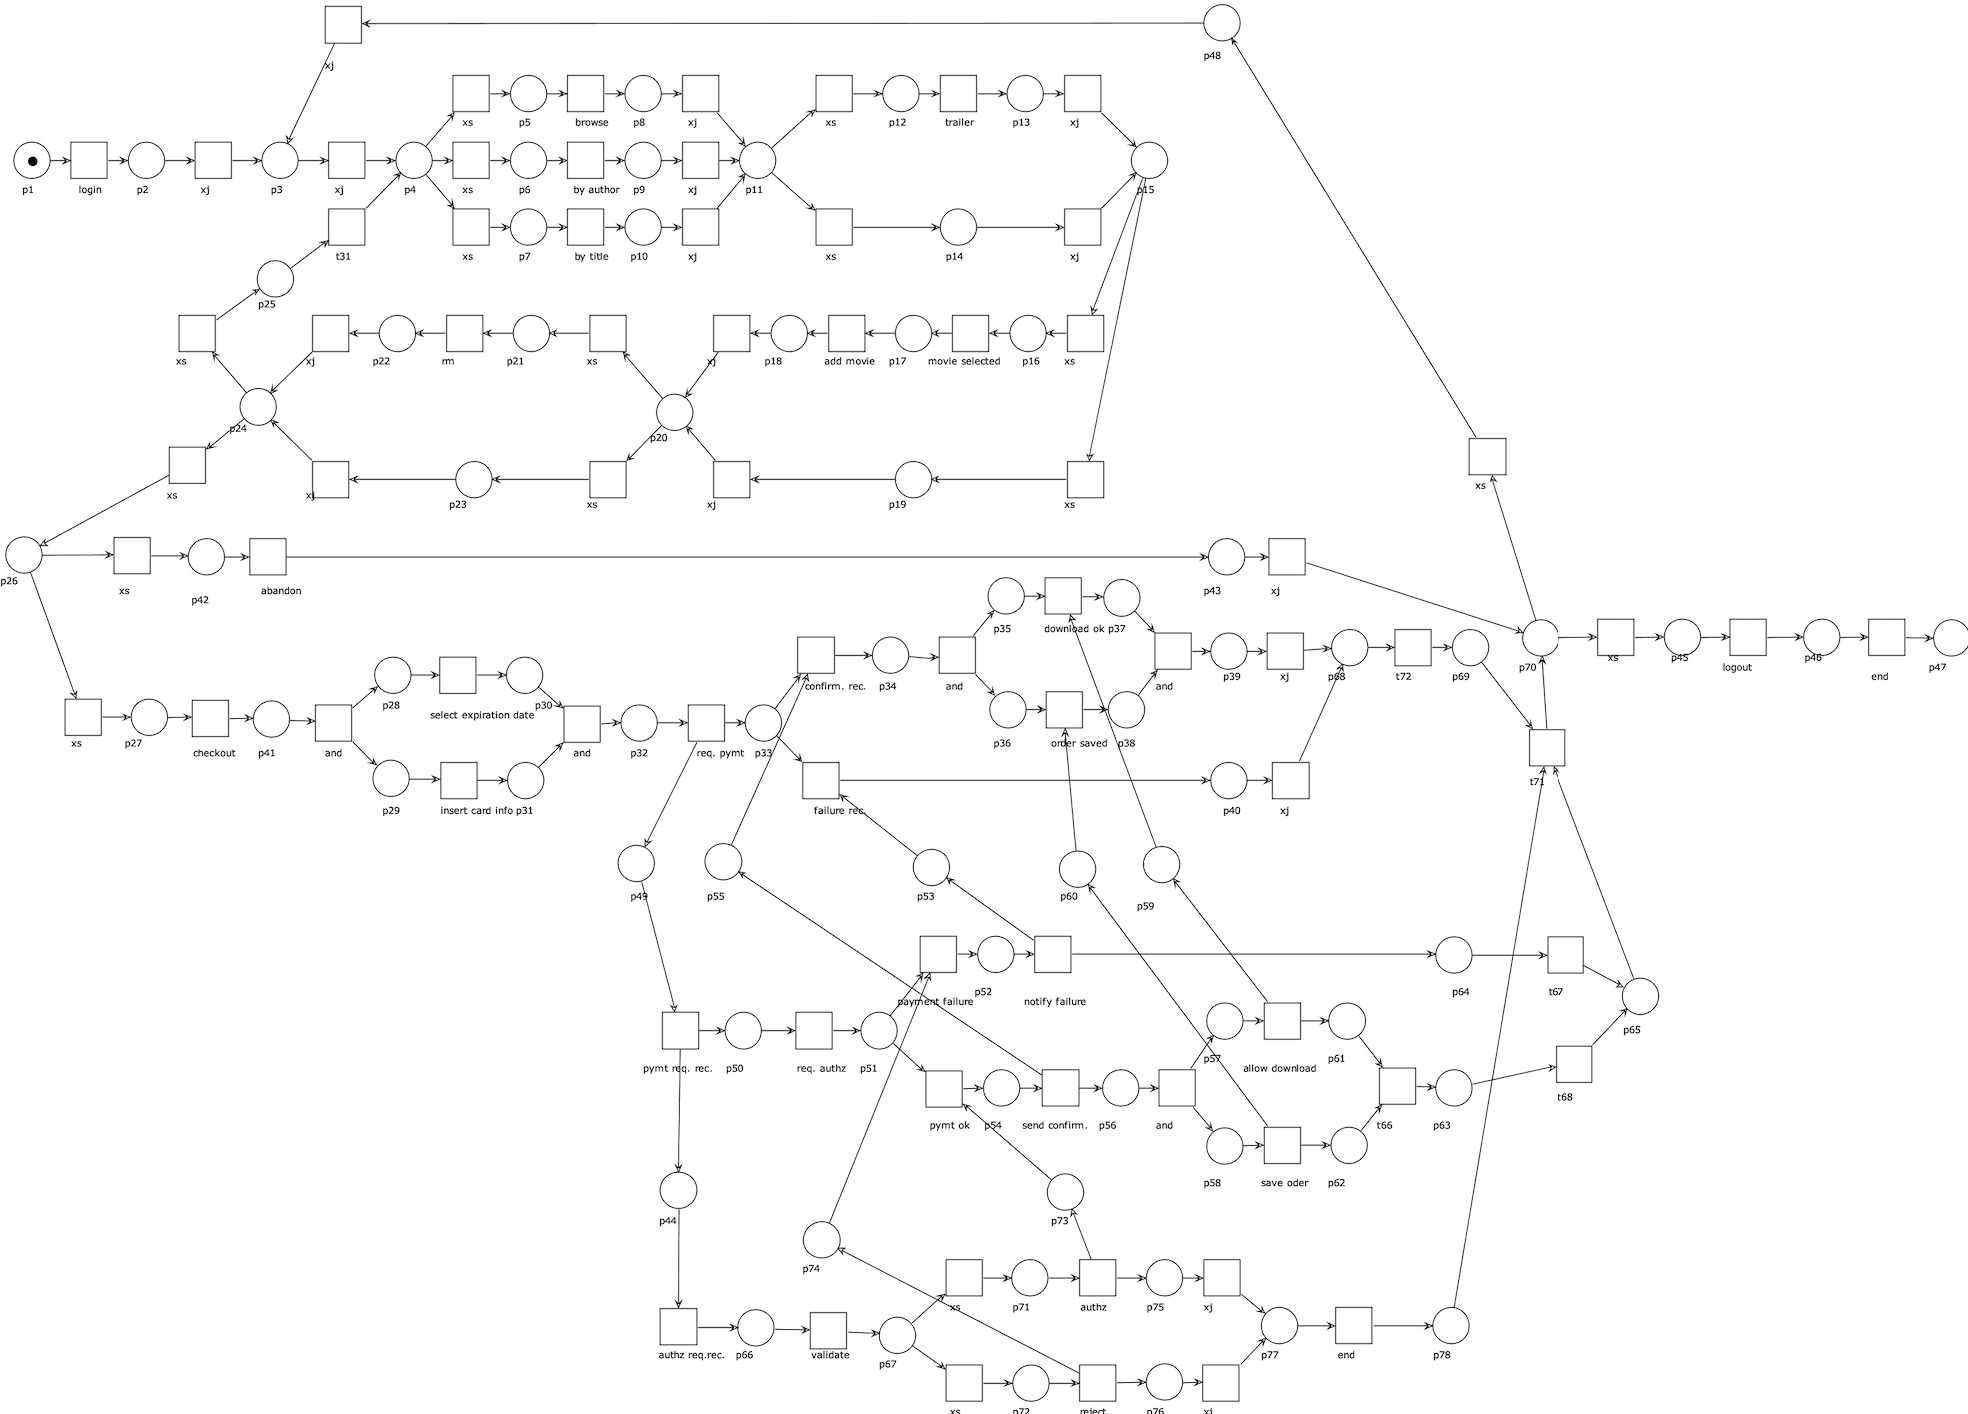 p48
xj
xs p5 browse p8 xj xs p12 trailer p13 xj
p1 login p2 xj p3 xj p4 xs p6 by author p9 xj p11 p15
t31 xs p7 by title p10 xj xs p14 xj
p25
xs xj p22 rm p21 xs xj p18 add movie p17 movie selected p16 xs
p24 p20
xs xj p23 xs xj p19 xs
xs
p26 xs p42 abandon p43 xj
p35 download ok p37
xs p45 logout p46 end p47
confirm. rec. p34 and and p39 xj p68 t72 p69 p70
p28 select expiration date p30
xs p27 checkout p41 and and p32 req. pymt p33 p36 order saved p38
p29 insert card info p31 failure rec. p40 xj t71
p49 p55 p53 p60 p59
payment failure p52 notify failure p64 t67
p65
pymt req. rec. p50 req. authz p51 p57 allow download p61
pymt ok p54 send confirm. p56 and t66 p63 t68
p58 save oder p62
p44 p73
p74
xs p71 authz p75 xj
authz req.rec. p66 validate p67 p77 end p78
xs p72 reject p76 xj